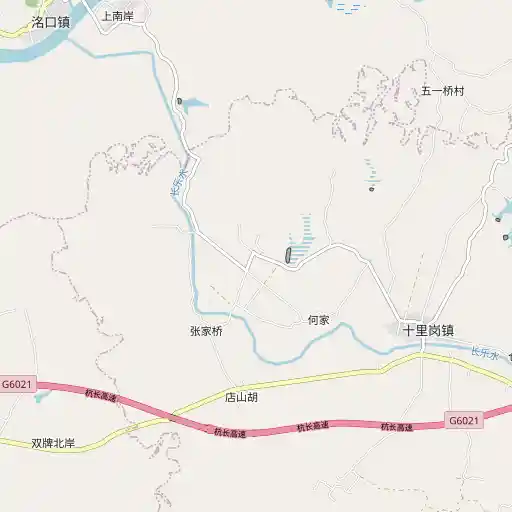 洺口镇
上南岸
五一桥村
长乐水
何家
张家桥
十里岗镇
长乐水
G6021
杭长高速
店山胡
G6021
双牌北岸
杭长高速
杭长高速
杭长高速